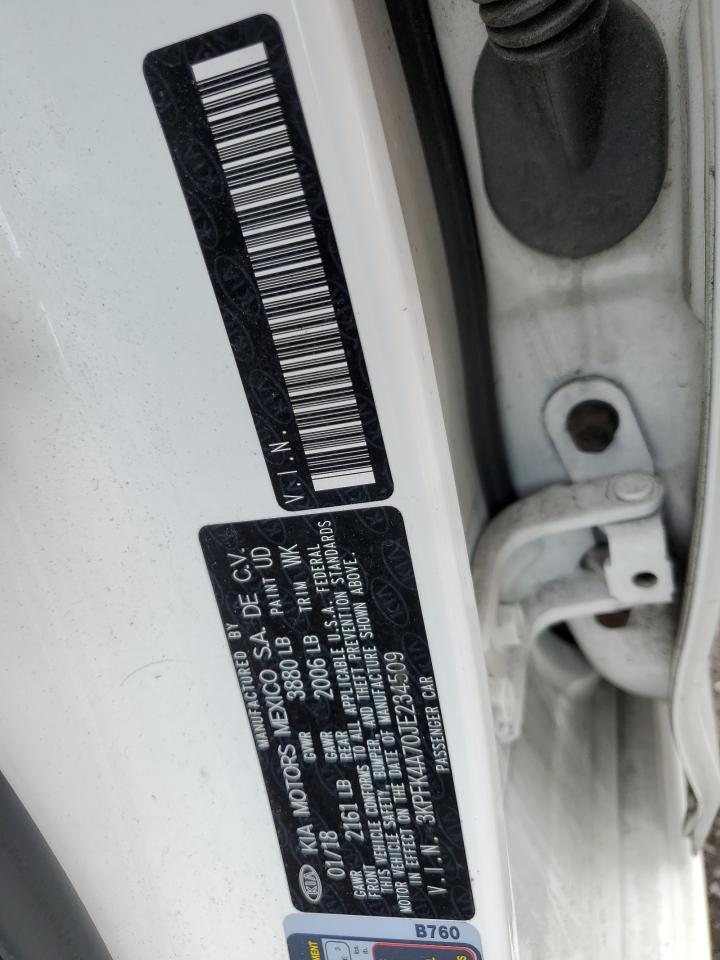 V.I.N.
MANUFACTURED BY
KIA KIA MOTORS MEXICO S.A. DE C.V.
01/18 GVWR 3880 LB PAINT UD
GAWR FRONT 2161 LB GAWR REAR 2006 LB TRIM WK
THIS VEHICLE CONFORMS TO ALL APPLICABLE U.S.A. FEDERAL
MOTOR VEHICLE SAFETY, BUMPER, AND THEFT PREVENTION STANDARDS
IN EFFECT ON THE DATE OF MANUFACTURE SHOWN ABOVE.
V.I.N. 3KPFK4A70JE234509
PASSENGER CAR
B760